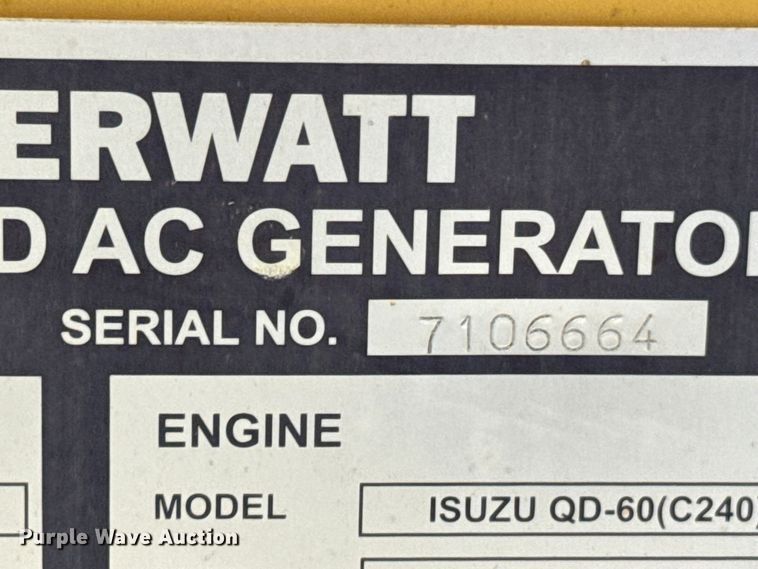 ERWATT
D AC GENERATO
SERIAL NO. 7106664
ENGINE
MODEL ISUZU QD-60(C240)
Purple Wave Auction